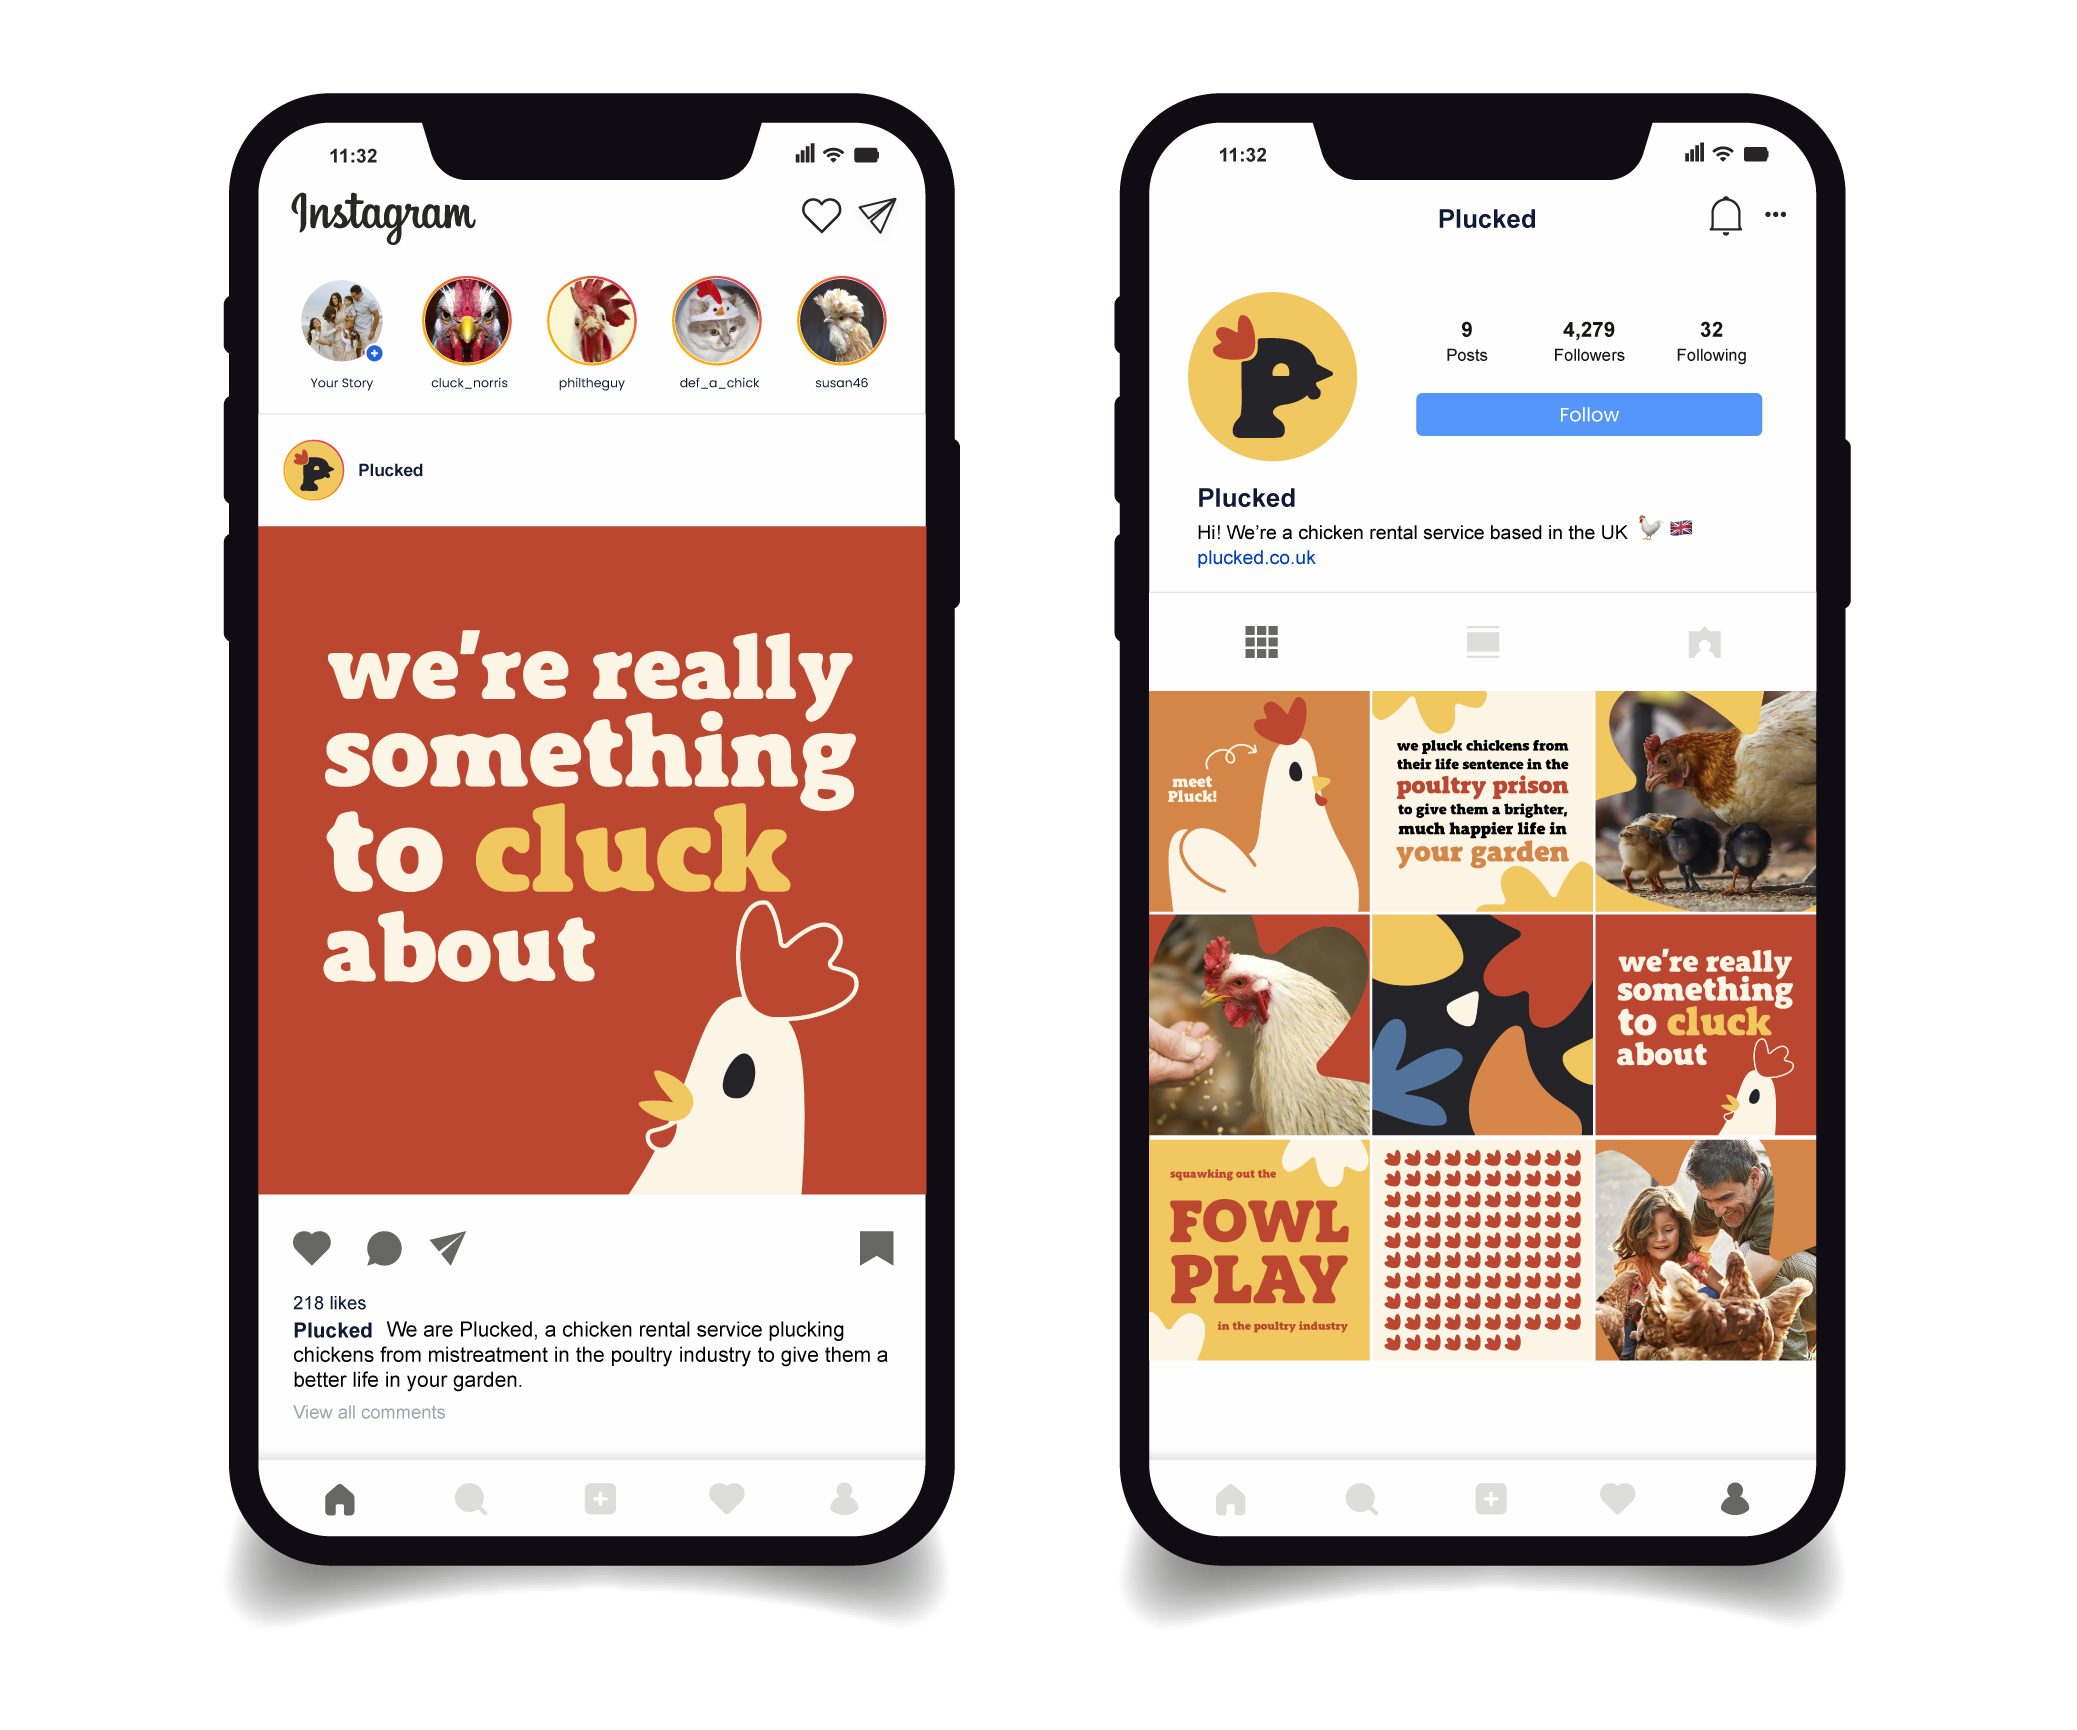 11:32
Instagram
Your Story
cluck_norris
philtheguy
def_a_chick
susan46
Plucked
we're really
something
to cluck
about
218 likes
Plucked We are Plucked, a chicken rental service plucking
chickens from mistreatment in the poultry industry to give them a
better life in your garden.
View all comments
11:32
Plucked
9
Posts
4,279
Followers
32
Following
Follow
Plucked
Hi! We’re a chicken rental service based in the UK
plucked.co.uk
meet
Pluck!
we pluck chickens from
their life sentence in the
poultry prison
to give them a brighter,
much happier life in
your garden
we're really
something
to cluck
about
squawking out the
FOWL
PLAY
in the poultry industry